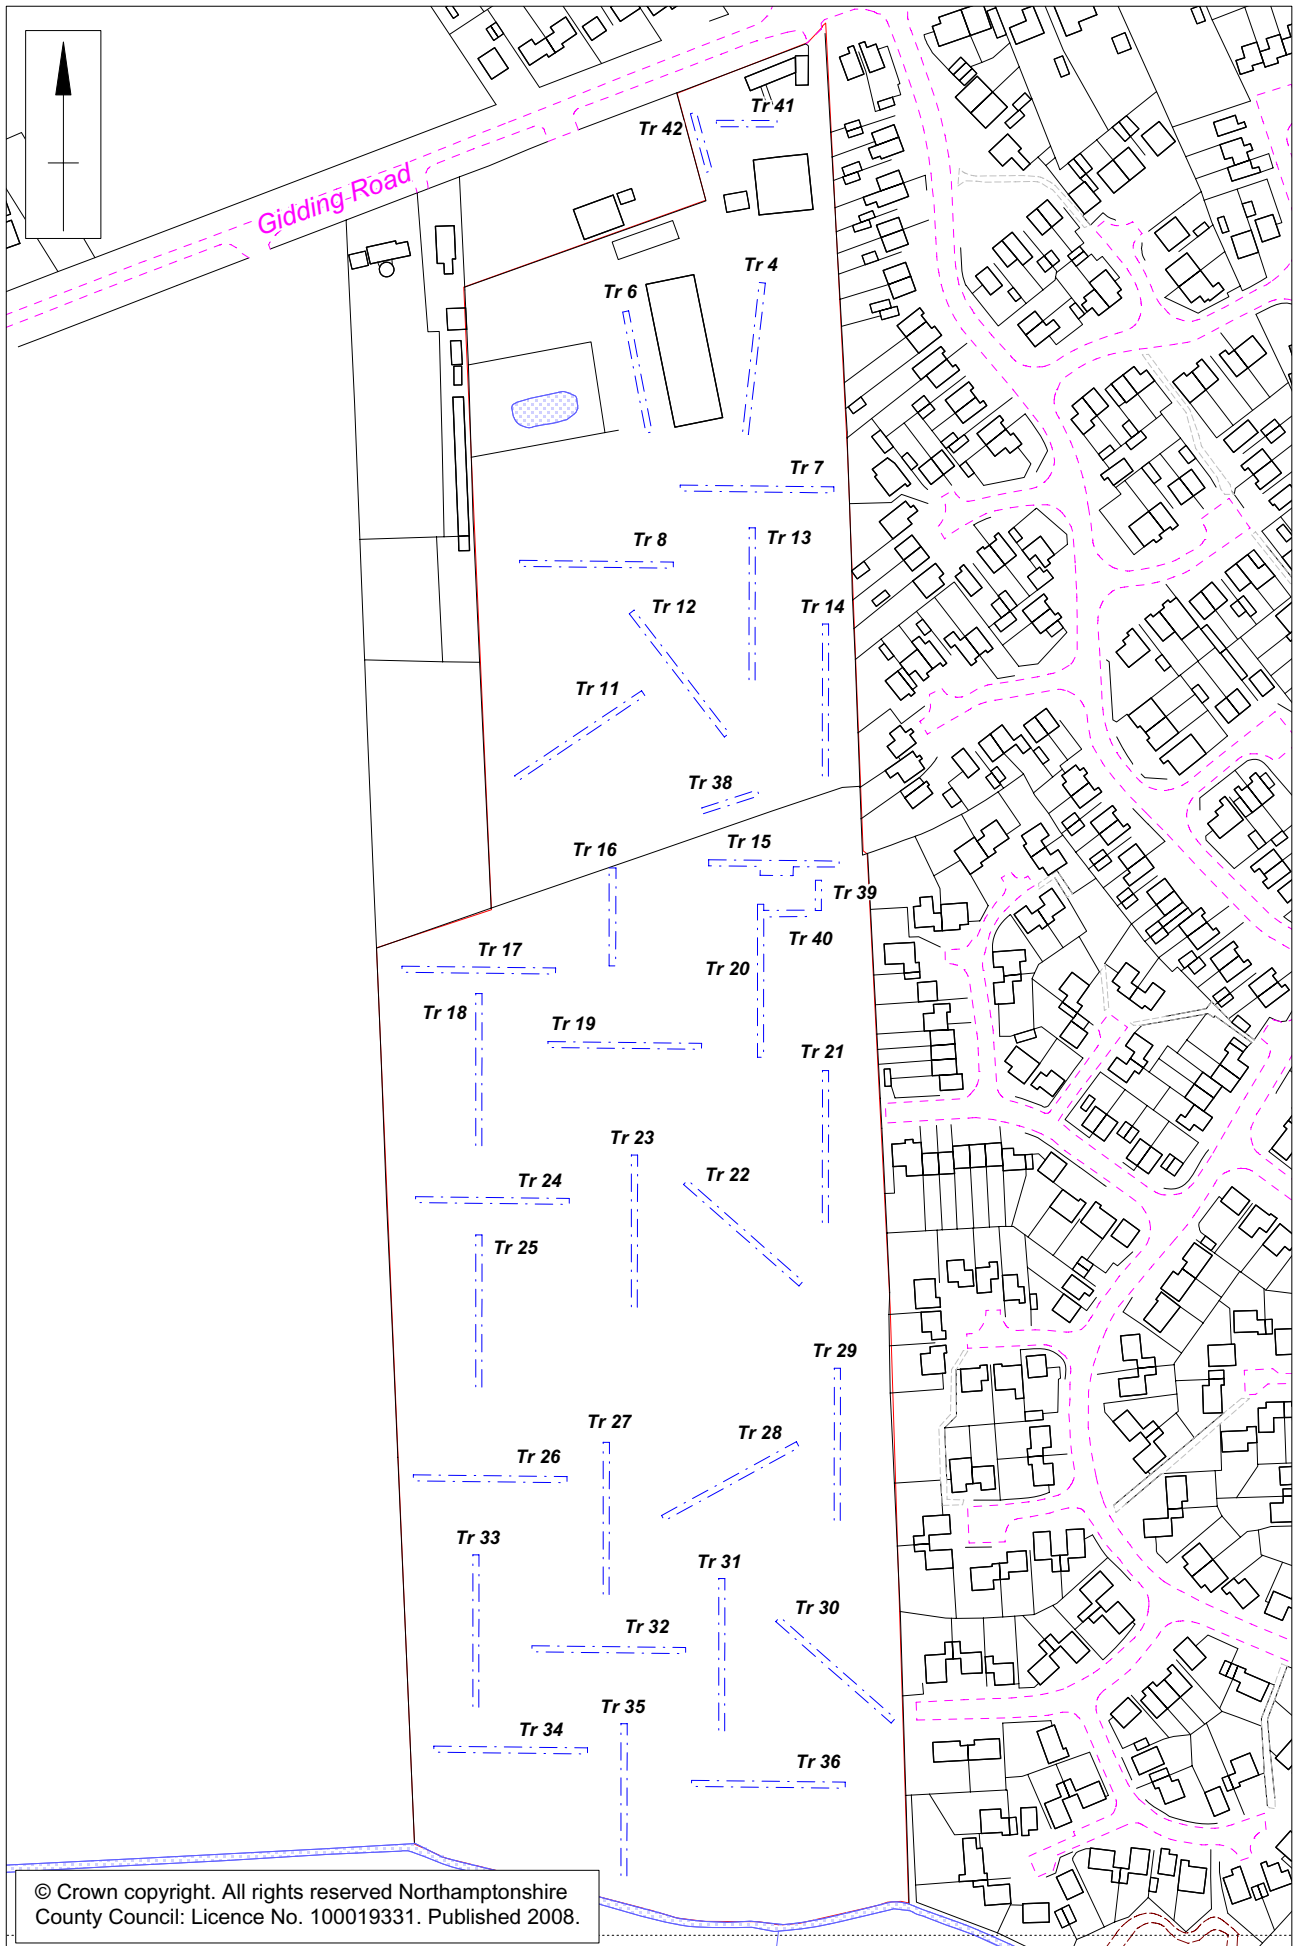 Tr 41
Tr 42
Gidding Road
Tr 4
Tr 6
Tr 7
Tr 8
Tr 13
Tr 12
Tr 14
Tr 11
Tr 38
Tr 15
Tr 16
Tr 39
Tr 40
Tr 17
Tr 20
Tr 18
Tr 19
Tr 21
Tr 23
Tr 22
Tr 24
Tr 25
Tr 29
Tr 27
Tr 28
Tr 26
Tr 33
Tr 31
Tr 30
Tr 32
Tr 35
Tr 34
Tr 36
© Crown copyright. All rights reserved Northamptonshire
County Council: Licence No. 100019331. Published 2008.